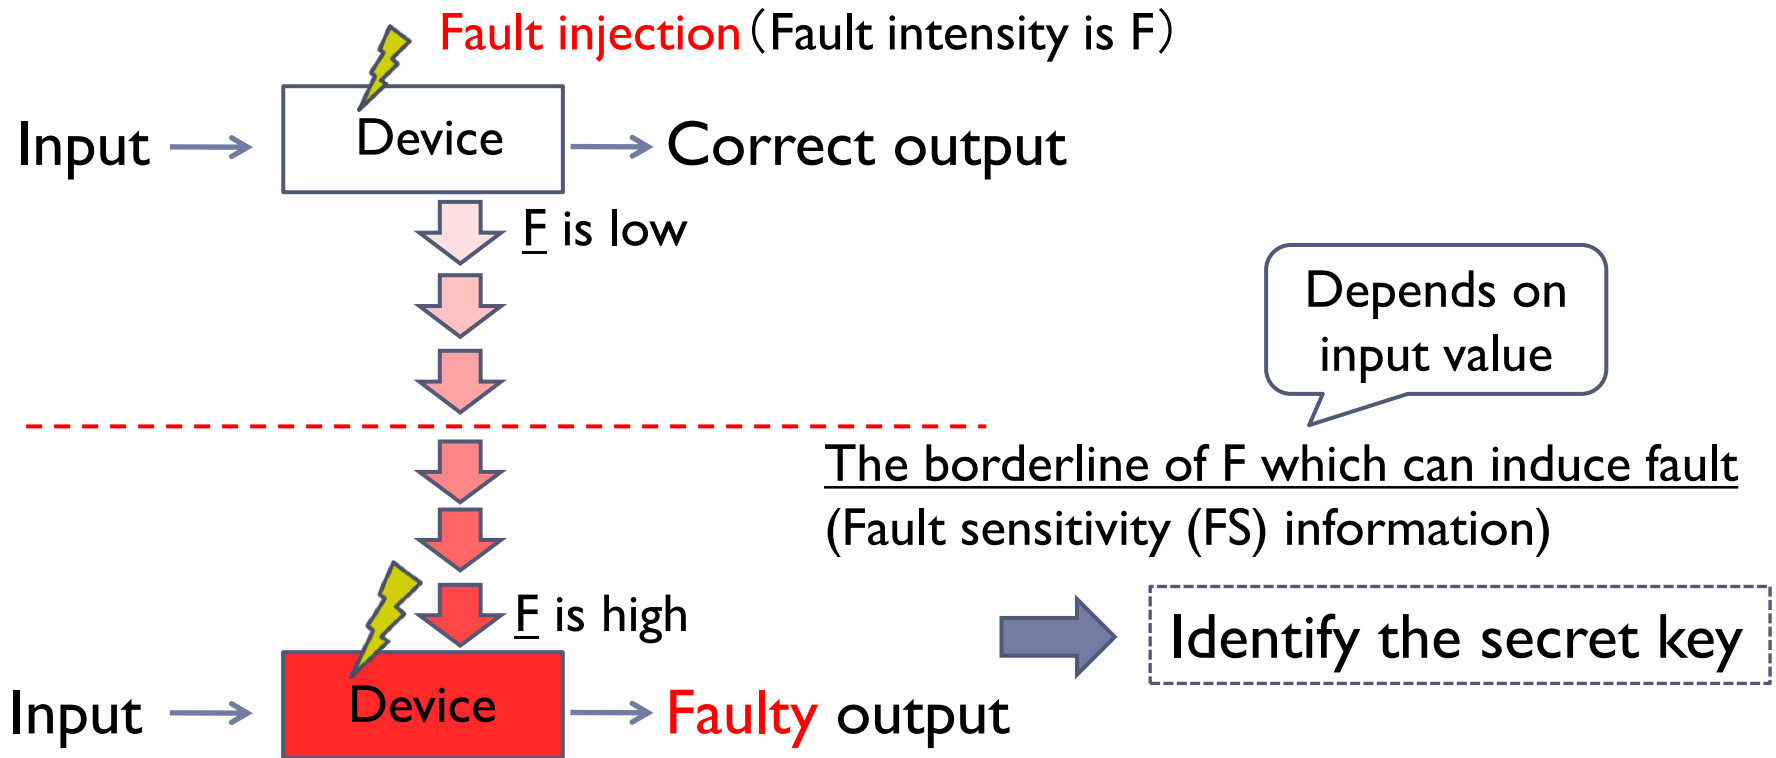 Fault injection（Fault intensity is F）
Input
Device
Correct output
F is low
Depends on
input value
The borderline of F which can induce fault
(Fault sensitivity (FS) information)
F is high
Identify the secret key
Input
Device
Faulty output